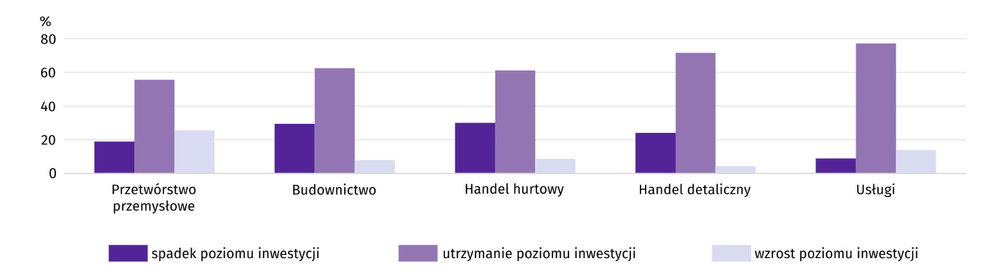 %
80
60
40
20
0
Przetwórstwo
przemysłowe
Budownictwo
Handel hurtowy
Handel detaliczny
Usługi
spadek poziomu inwestycji
utrzymanie poziomu inwestycji
wzrost poziomu inwestycji